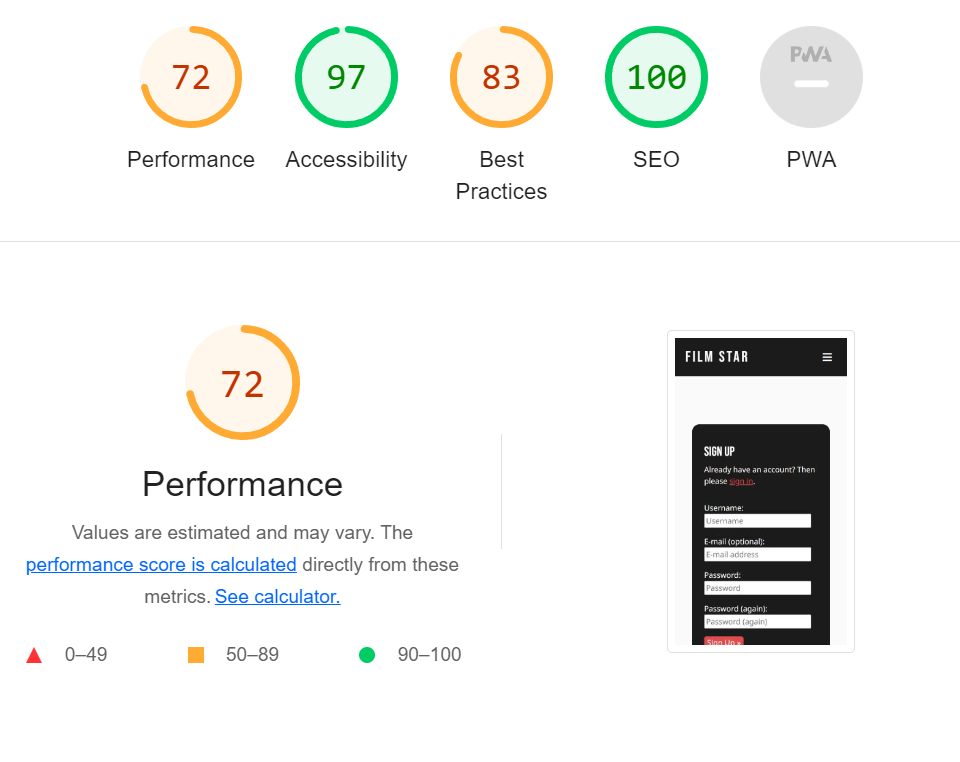 72
97
83
100
PWA
Performance
Accessibility
Best
Practices
SEO
PWA
72
Performance
Values are estimated and may vary. The
performance score is calculated directly from these
metrics. See calculator.
0–49
50–89
90–100
FILM STAR
SIGN UP
Already have an account? Then
please sign in.
Username:
Username
E-mail (optional):
E-mail address
Password:
Password
Password (again):
Password (again)
Sign Up »